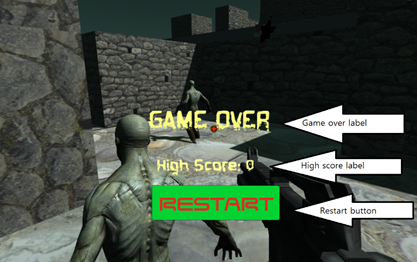 GAME OVER
Game over label
High Score: 0
High score label
RESTART
Restart button